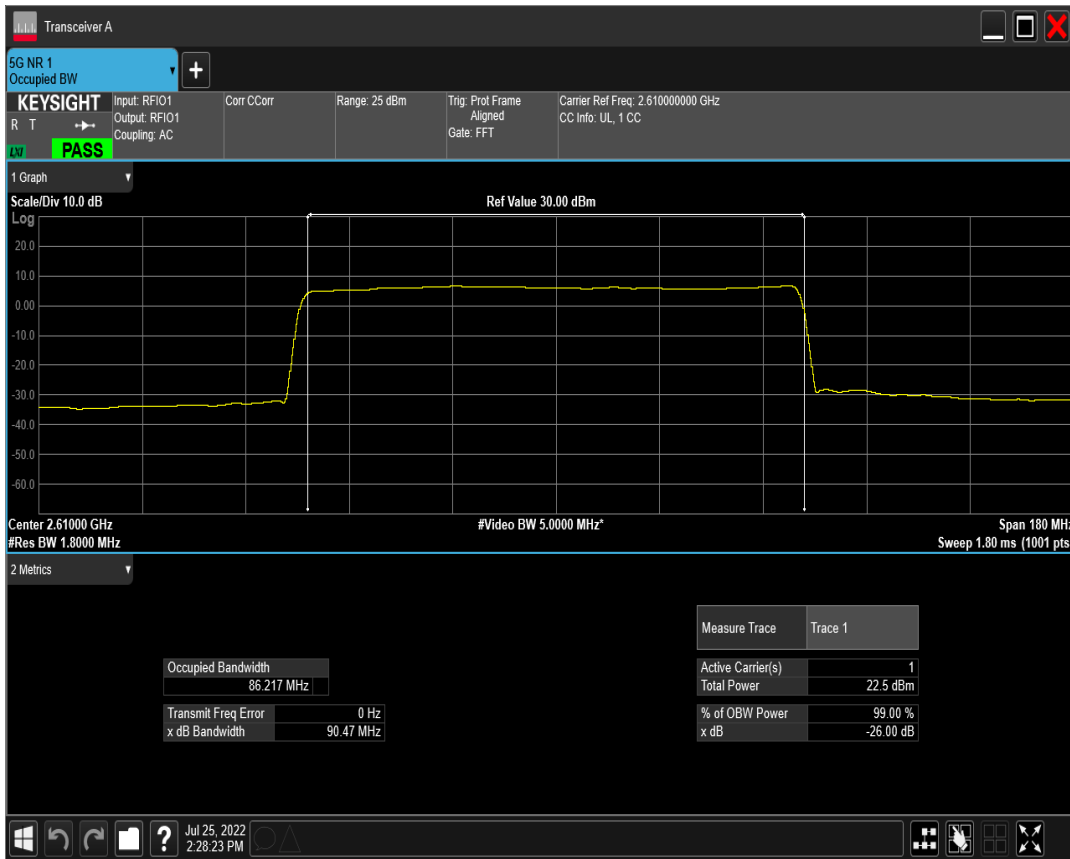 Transceiver A
5G NR 1
Occupied BW
+
KEYSIGHT
R T
LXI
PASS
Input: RFIO1
Output: RFIO1
Coupling: AC
Corr CCorr
Range: 25 dBm
Trig: Prot Frame
Aligned
Gate: FFT
Carrier Ref Freq: 2.610000000 GHz
CC Info: UL, 1 CC
1 Graph
Scale/Div 10.0 dB
Ref Value 30.00 dBm
Log
20.0
10.0
0.00
-10.0
-20.0
-30.0
-40.0
-50.0
-60.0
Center 2.61000 GHz
#Video BW 5.0000 MHz*
Span 180 MHz
#Res BW 1.8000 MHz
Sweep 1.80 ms (1001 pts
2 Metrics
Measure Trace Trace 1
Occupied Bandwidth
86.217 MHz
Active Carrier(s) 1
Total Power 22.5 dBm
Transmit Freq Error 0 Hz
x dB Bandwidth 90.47 MHz
% of OBW Power 99.00 %
x dB -26.00 dB
?
Jul 25, 2022
2:28:23 PM